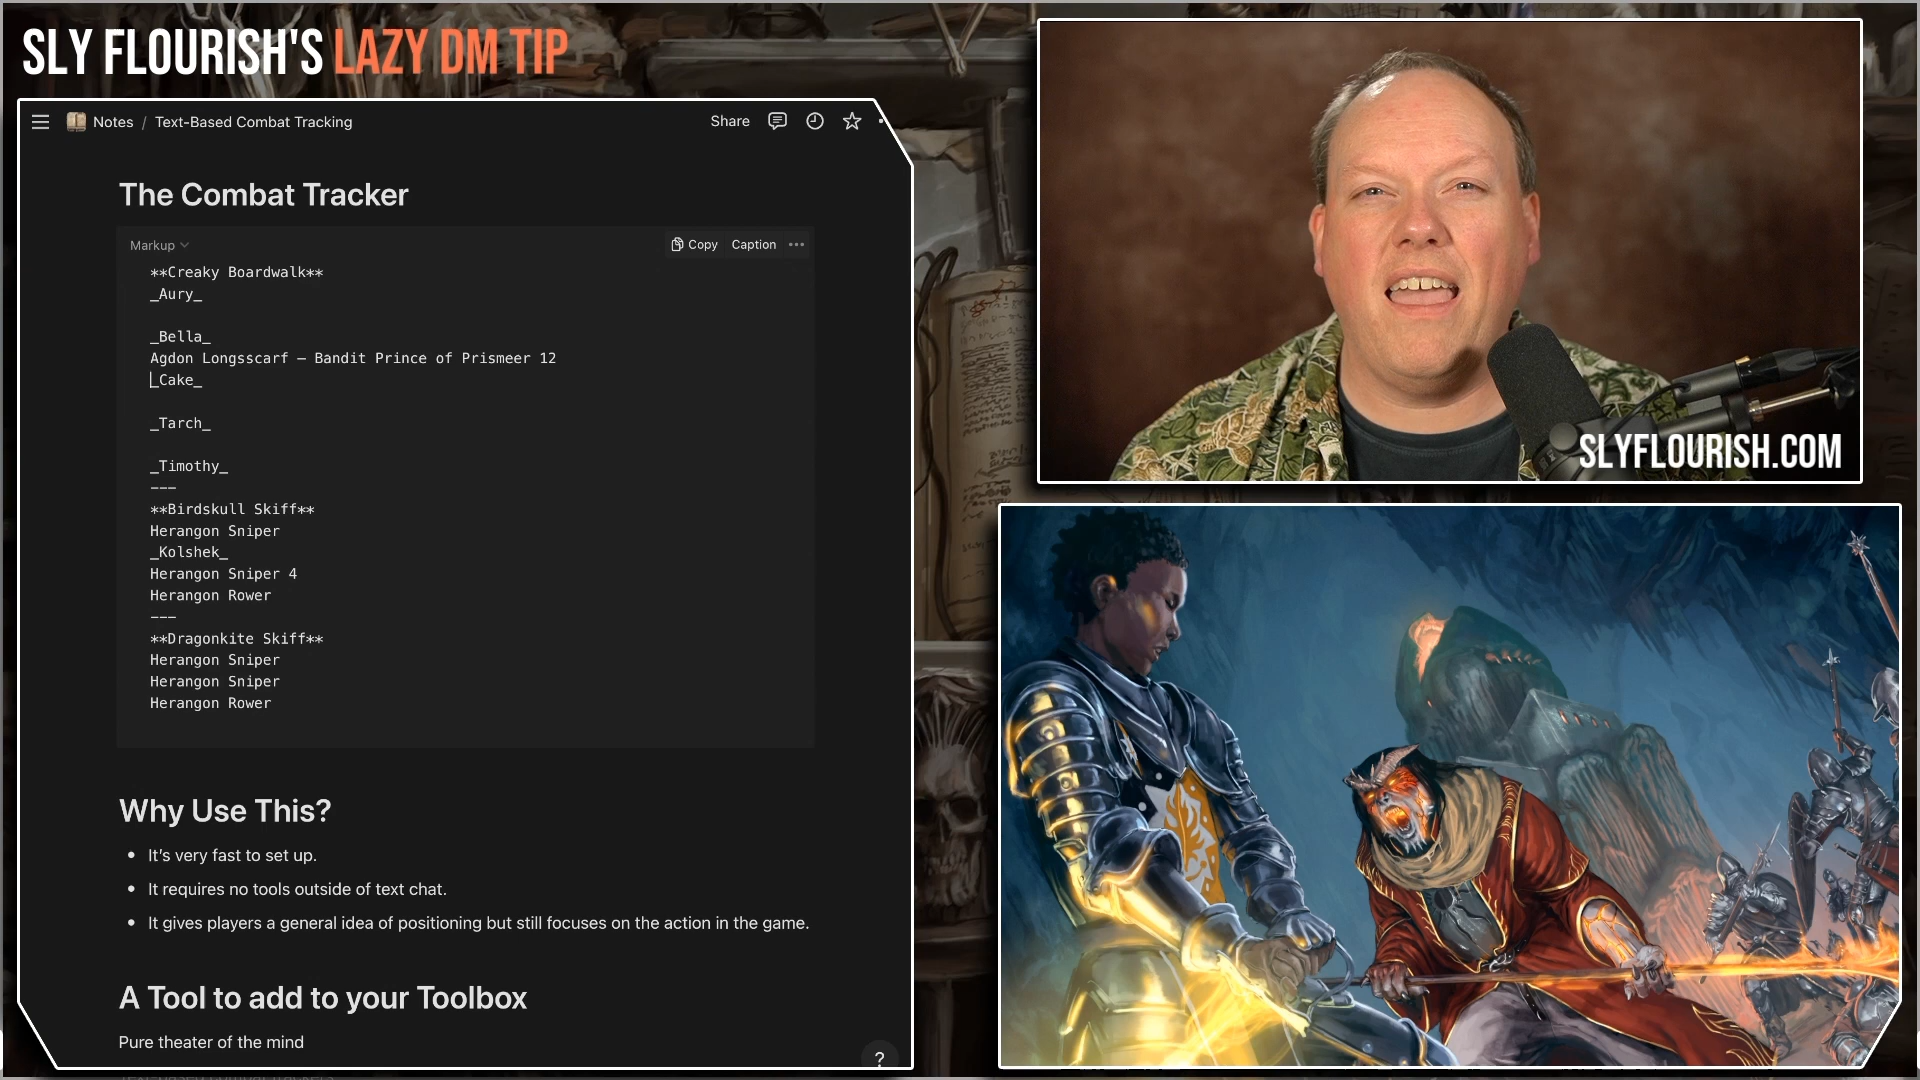 SLY FLOURISH'S LAZY DM TIP
Notes / Text-Based Combat Tracking
Share
The Combat Tracker
Markup
Copy Caption
**Creaky Boardwalk**
_Aury_
_Bella_
Agdon Longsscarf – Bandit Prince of Prismeer 12
_Cake_
_Tarch_
_Timothy_
---
**Birdskull Skiff**
Herangon Sniper
_Kolshek_
Herangon Sniper 4
Herangon Rower
---
**Dragonkite Skiff**
Herangon Sniper
Herangon Sniper
Herangon Rower
Why Use This?
• It's very fast to set up.
• It requires no tools outside of text chat.
• It gives players a general idea of positioning but still focuses on the action in the game.
A Tool to add to your Toolbox
Pure theater of the mind
?
SLYFLOURISH.COM